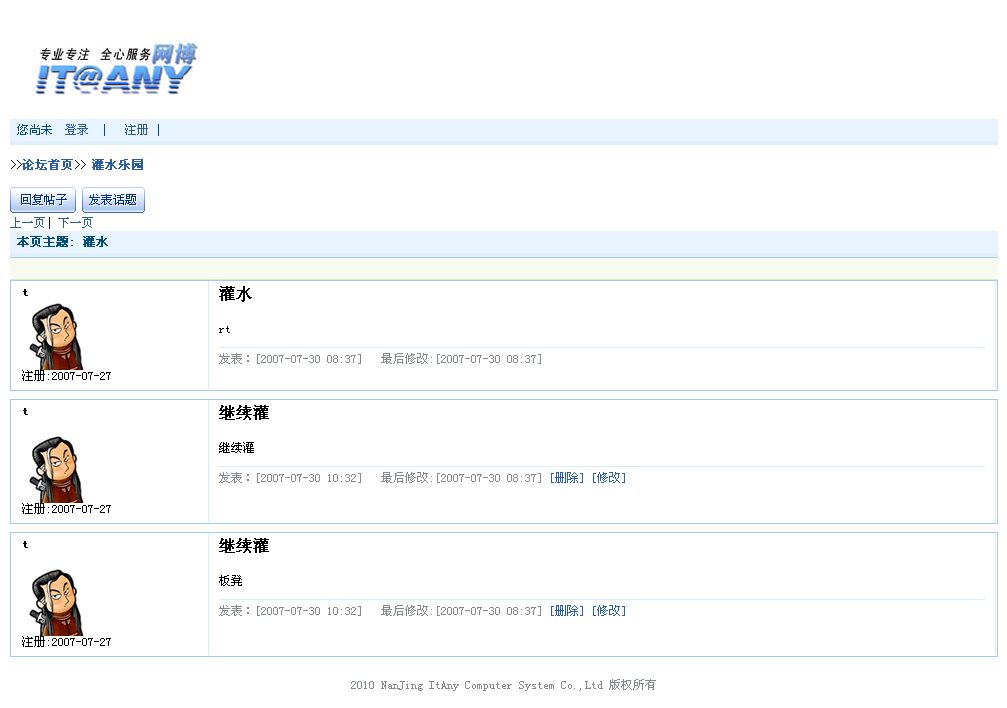 专业专注 全心服务网博
IT@ANY
您尚未 登录 | 注册 |
>>论坛首页>> 灌水乐园
回复帖子 发表话题
上一页| 下一页
本页主题: 灌水
t
灌水
rt
发表：[2007-07-30 08:37] 最后修改:[2007-07-30 08:37]
注册:2007-07-27
t
继续灌
继续灌
发表：[2007-07-30 10:32] 最后修改:[2007-07-30 08:37] [删除] [修改]
注册:2007-07-27
t
继续灌
板凳
发表：[2007-07-30 10:32] 最后修改:[2007-07-30 08:37] [删除] [修改]
注册:2007-07-27
2010 NanJing ItAny Computer System Co.,Ltd 版权所有